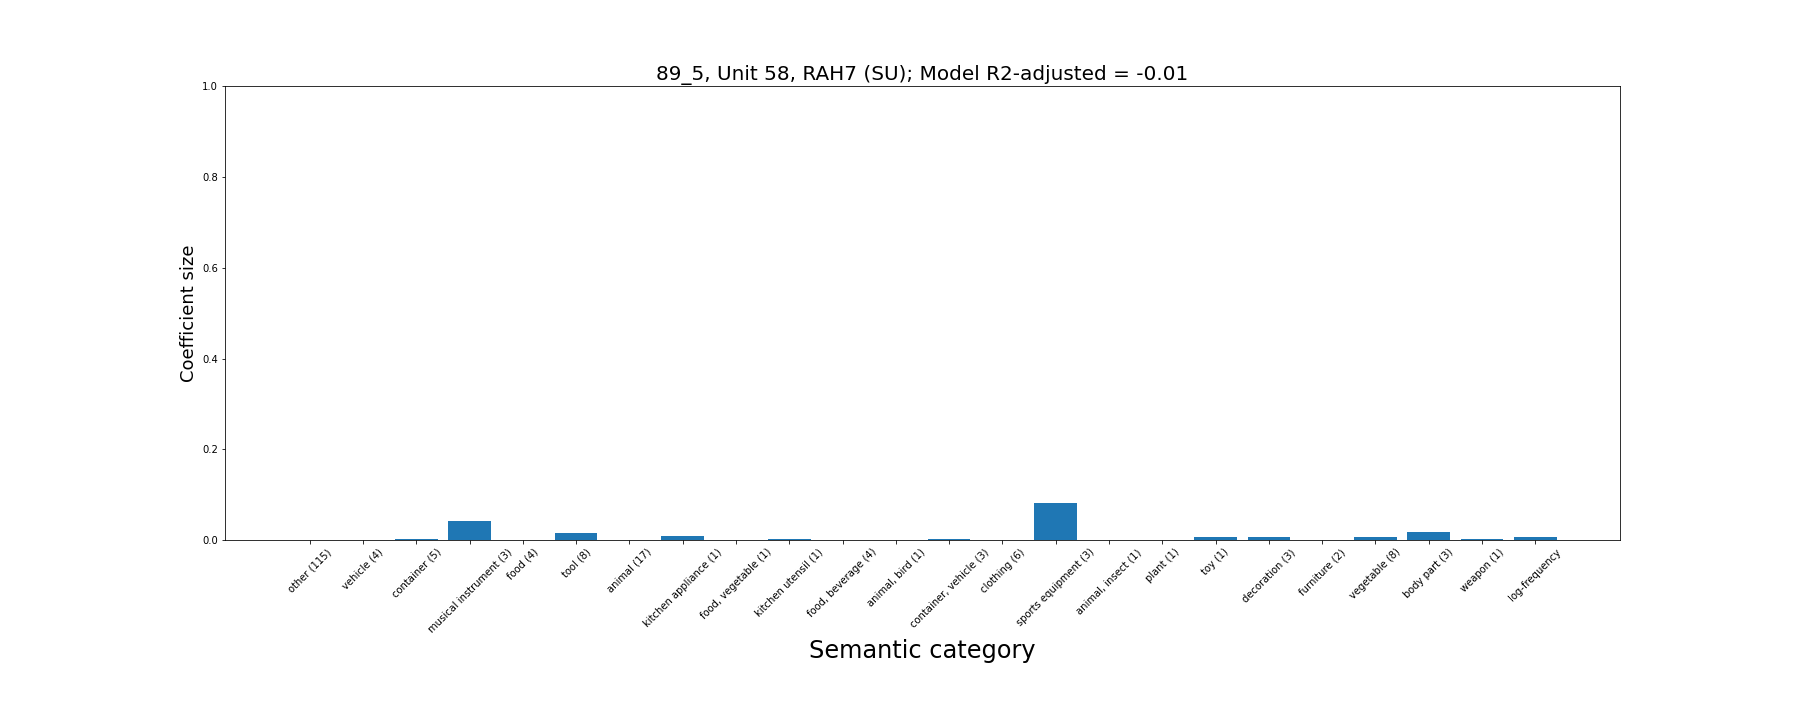 89_5, Unit 58, RAH7 (SU); Model R2-adjusted = -0.01
Coefficient size
1.0
0.8
0.6
0.4
0.2
0.0
other (115)
vehicle (4)
container (5)
musical instrument (3)
food (4)
tool (8)
animal (17)
kitchen appliance (1)
food, vegetable (1)
kitchen utensil (1)
food, beverage (4)
animal, bird (1)
container, vehicle (3)
clothing (6)
sports equipment (3)
animal, insect (1)
plant (1)
toy (1)
decoration (3)
furniture (2)
vegetable (8)
body part (3)
weapon (1)
log-frequency
Semantic category